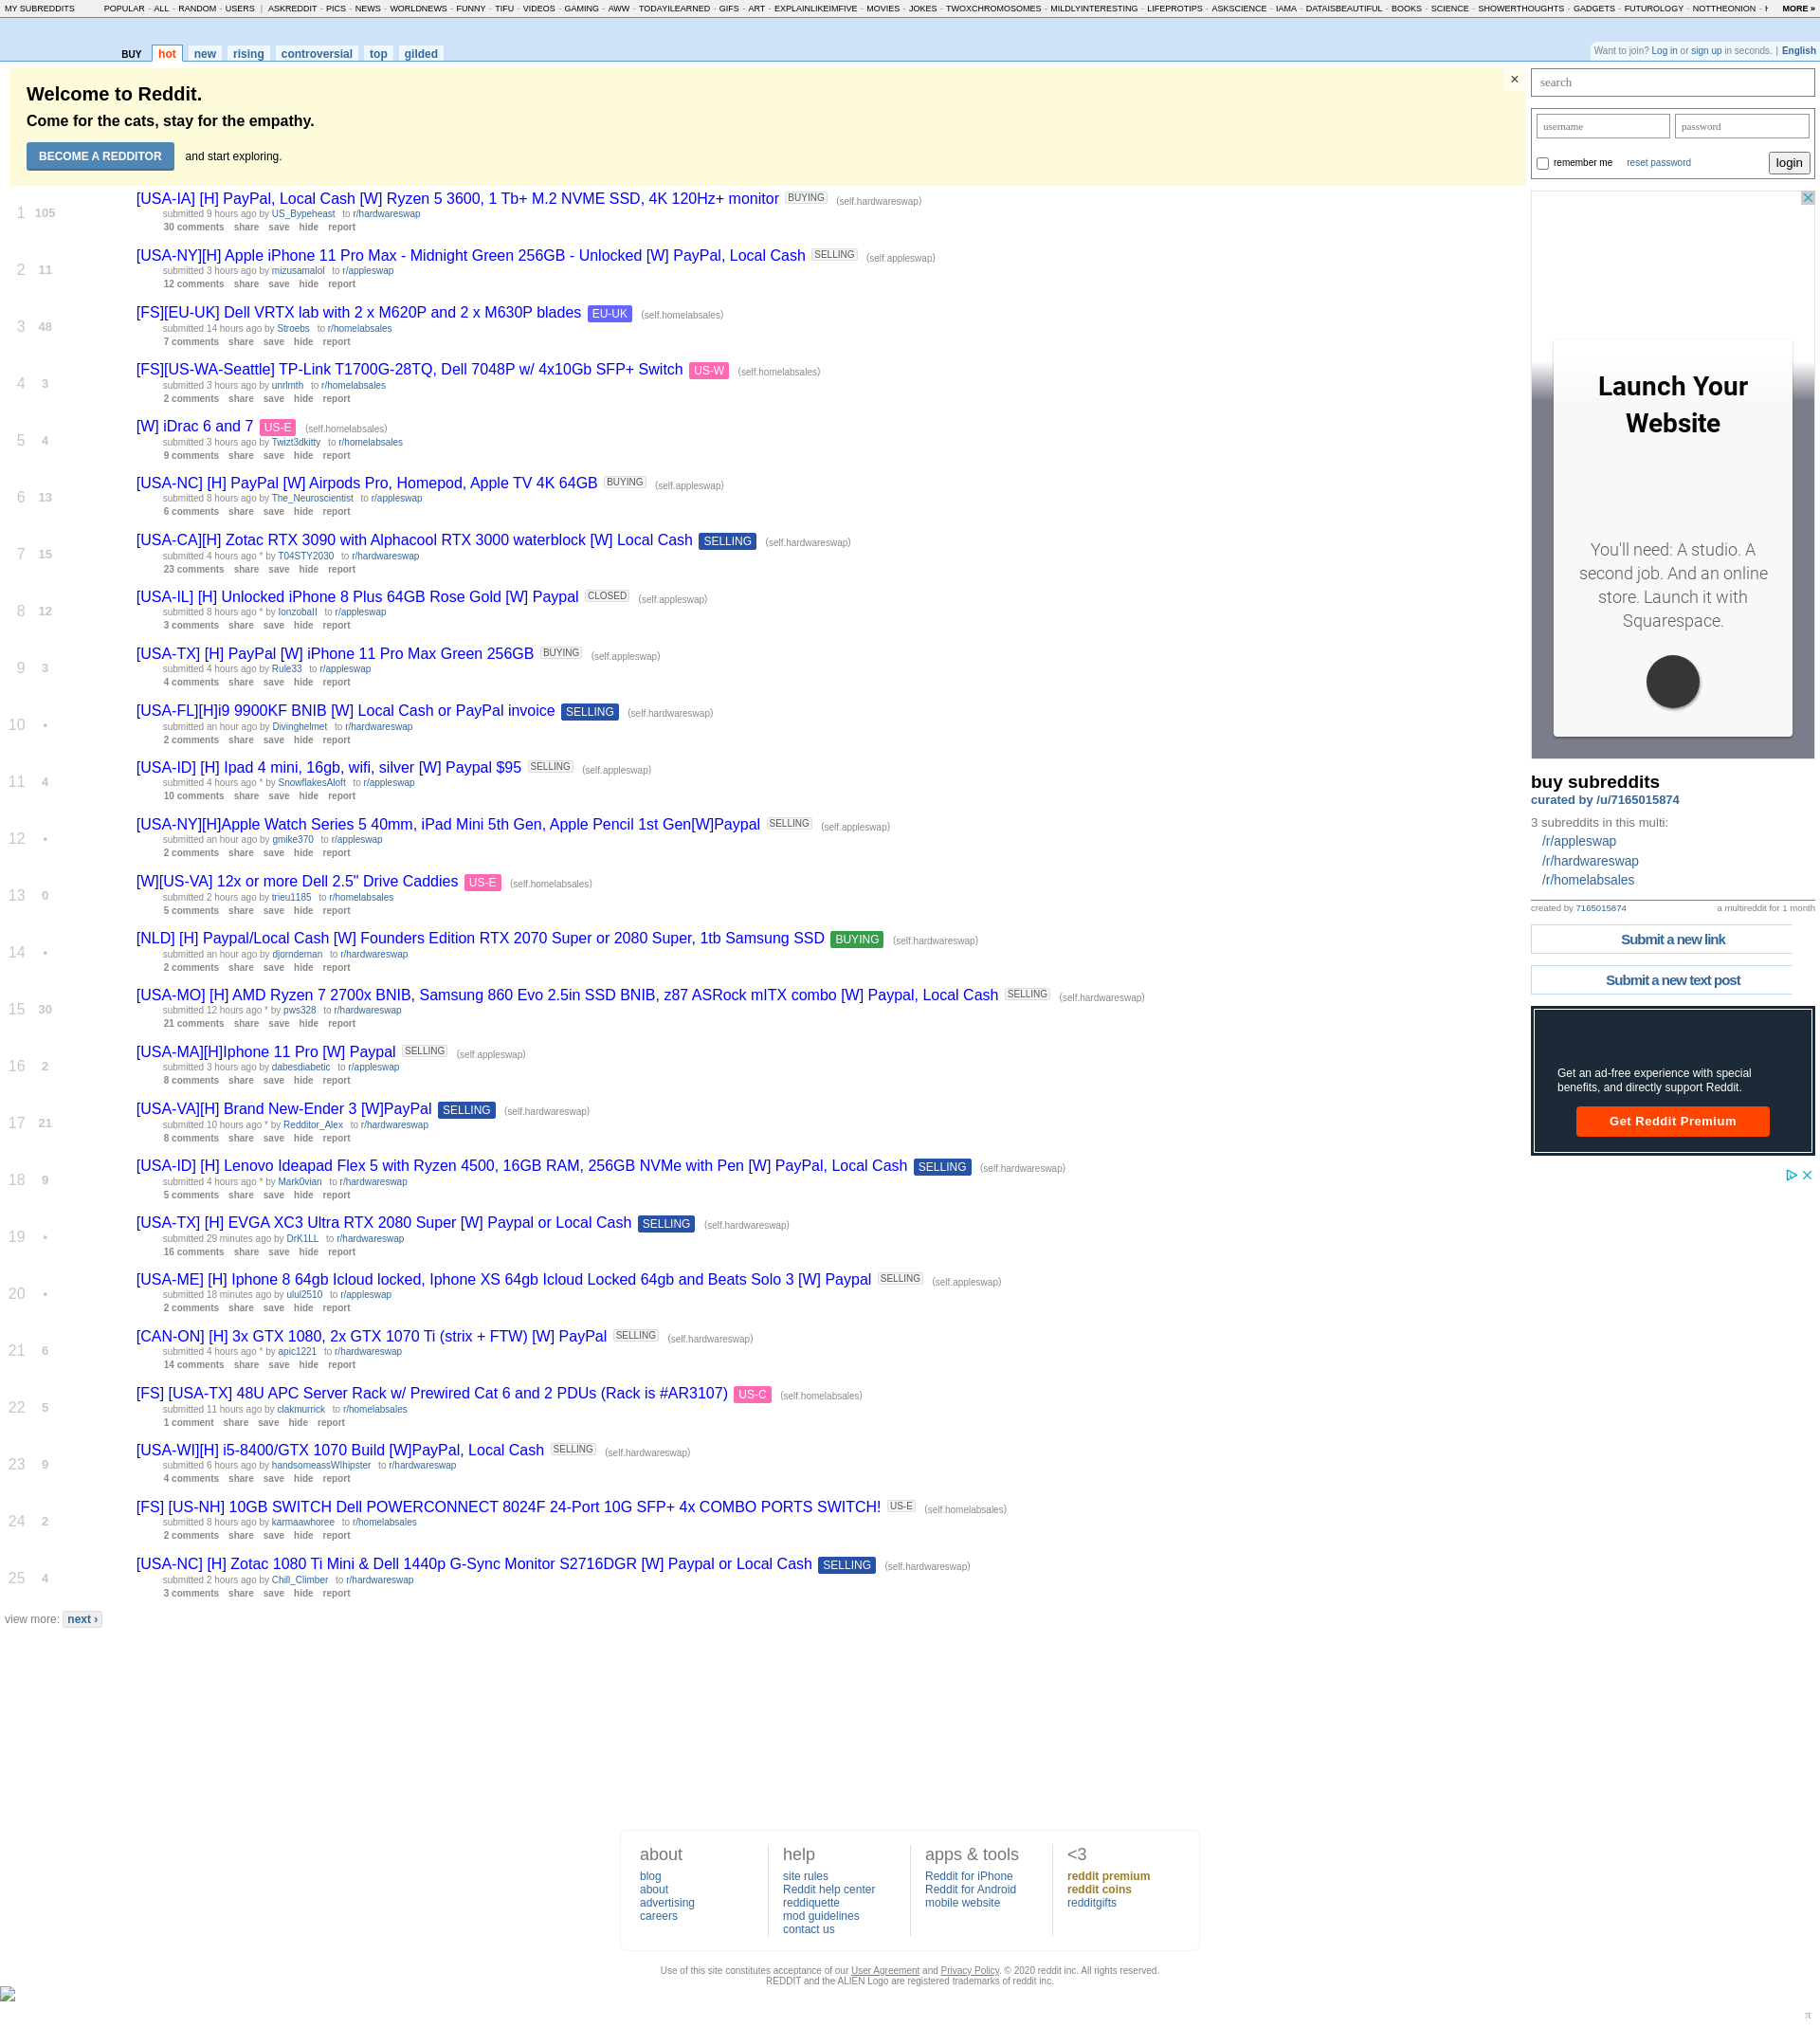 MY SUBREDDITS POPULAR - ALL - RANDOM - USERS | ASKREDDIT - PICS - NEWS - WORLDNEWS - FUNNY - TIFU - VIDEOS - GAMING - AWW - TODAYILEARNED - GIFS - ART - EXPLAINLIKEIMFIVE - MOVIES - JOKES - TWOXCHROMOSOMES - MILDLYINTERESTING - LIFEPROTIPS - ASKSCIENCE - IAMA - DATAISBEAUTIFUL - BOOKS - SCIENCE - SHOWERTHOUGHTS - GADGETS - FUTUROLOGY - NOTTHEONION - MORE »
BUY hot new rising controversial top gilded
Want to join? Log in or sign up in seconds. | English
Welcome to Reddit.
Come for the cats, stay for the empathy.
BECOME A REDDITOR and start exploring.
×
1 105 [USA-IA] [H] PayPal, Local Cash [W] Ryzen 5 3600, 1 Tb+ M.2 NVME SSD, 4K 120Hz+ monitor BUYING (self.hardwareswap)
submitted 9 hours ago by US_Bypeheast to r/hardwareswap
30 comments share save hide report
2 11 [USA-NY][H] Apple iPhone 11 Pro Max - Midnight Green 256GB - Unlocked [W] PayPal, Local Cash SELLING (self.appleswap)
submitted 3 hours ago by mizusamalol to r/appleswap
12 comments share save hide report
3 48 [FS][EU-UK] Dell VRTX lab with 2 x M620P and 2 x M630P blades EU-UK (self.homelabsales)
submitted 14 hours ago by Stroebs to r/homelabsales
7 comments share save hide report
4 3 [FS][US-WA-Seattle] TP-Link T1700G-28TQ, Dell 7048P w/ 4x10Gb SFP+ Switch US-W (self.homelabsales)
submitted 3 hours ago by unrlmth to r/homelabsales
2 comments share save hide report
5 4 [W] iDrac 6 and 7 US-E (self.homelabsales)
submitted 3 hours ago by Twizt3dkitty to r/homelabsales
9 comments share save hide report
6 13 [USA-NC] [H] PayPal [W] Airpods Pro, Homepod, Apple TV 4K 64GB BUYING (self.appleswap)
submitted 8 hours ago by The_Neuroscientist to r/appleswap
6 comments share save hide report
7 15 [USA-CA][H] Zotac RTX 3090 with Alphacool RTX 3000 waterblock [W] Local Cash SELLING (self.hardwareswap)
submitted 4 hours ago * by T04STY2030 to r/hardwareswap
23 comments share save hide report
8 12 [USA-IL] [H] Unlocked iPhone 8 Plus 64GB Rose Gold [W] Paypal CLOSED (self.appleswap)
submitted 8 hours ago * by lonzoball to r/appleswap
3 comments share save hide report
9 3 [USA-TX] [H] PayPal [W] iPhone 11 Pro Max Green 256GB BUYING (self.appleswap)
submitted 4 hours ago by Rule33 to r/appleswap
4 comments share save hide report
10 • [USA-FL][H]i9 9900KF BNIB [W] Local Cash or PayPal invoice SELLING (self.hardwareswap)
submitted an hour ago by Divinghelmet to r/hardwareswap
2 comments share save hide report
11 4 [USA-ID] [H] Ipad 4 mini, 16gb, wifi, silver [W] Paypal $95 SELLING (self.appleswap)
submitted 4 hours ago * by SnowflakesAloft to r/appleswap
10 comments share save hide report
12 • [USA-NY][H]Apple Watch Series 5 40mm, iPad Mini 5th Gen, Apple Pencil 1st Gen[W]Paypal SELLING (self.appleswap)
submitted an hour ago by gmike370 to r/appleswap
2 comments share save hide report
13 0 [W][US-VA] 12x or more Dell 2.5" Drive Caddies US-E (self.homelabsales)
submitted 2 hours ago by trieu1185 to r/homelabsales
5 comments share save hide report
14 • [NLD] [H] Paypal/Local Cash [W] Founders Edition RTX 2070 Super or 2080 Super, 1tb Samsung SSD BUYING (self.hardwareswap)
submitted an hour ago by djorndeman to r/hardwareswap
2 comments share save hide report
15 30 [USA-MO] [H] AMD Ryzen 7 2700x BNIB, Samsung 860 Evo 2.5in SSD BNIB, z87 ASRock mITX combo [W] Paypal, Local Cash SELLING (self.hardwareswap)
submitted 12 hours ago * by pws328 to r/hardwareswap
21 comments share save hide report
16 2 [USA-MA][H]Iphone 11 Pro [W] Paypal SELLING (self.appleswap)
submitted 3 hours ago by dabesdiabetic to r/appleswap
8 comments share save hide report
17 21 [USA-VA][H] Brand New-Ender 3 [W]PayPal SELLING (self.hardwareswap)
submitted 10 hours ago * by Redditor_Alex to r/hardwareswap
8 comments share save hide report
18 9 [USA-ID] [H] Lenovo Ideapad Flex 5 with Ryzen 4500, 16GB RAM, 256GB NVMe with Pen [W] PayPal, Local Cash SELLING (self.hardwareswap)
submitted 4 hours ago * by Mark0vian to r/hardwareswap
5 comments share save hide report
19 • [USA-TX] [H] EVGA XC3 Ultra RTX 2080 Super [W] Paypal or Local Cash SELLING (self.hardwareswap)
submitted 29 minutes ago by DrK1LL to r/hardwareswap
16 comments share save hide report
20 • [USA-ME] [H] Iphone 8 64gb Icloud locked, Iphone XS 64gb Icloud Locked 64gb and Beats Solo 3 [W] Paypal SELLING (self.appleswap)
submitted 18 minutes ago by ulul2510 to r/appleswap
2 comments share save hide report
21 6 [CAN-ON] [H] 3x GTX 1080, 2x GTX 1070 Ti (strix + FTW) [W] PayPal SELLING (self.hardwareswap)
submitted 4 hours ago * by apic1221 to r/hardwareswap
14 comments share save hide report
22 5 [FS] [USA-TX] 48U APC Server Rack w/ Prewired Cat 6 and 2 PDUs (Rack is #AR3107) US-C (self.homelabsales)
submitted 11 hours ago by clakmurrick to r/homelabsales
1 comment share save hide report
23 9 [USA-WI][H] i5-8400/GTX 1070 Build [W]PayPal, Local Cash SELLING (self.hardwareswap)
submitted 6 hours ago by handsomeassWIhipster to r/hardwareswap
4 comments share save hide report
24 2 [FS] [US-NH] 10GB SWITCH Dell POWERCONNECT 8024F 24-Port 10G SFP+ 4x COMBO PORTS SWITCH! US-E (self.homelabsales)
submitted 8 hours ago by karmaawhoree to r/homelabsales
2 comments share save hide report
25 4 [USA-NC] [H] Zotac 1080 Ti Mini & Dell 1440p G-Sync Monitor S2716DGR [W] Paypal or Local Cash SELLING (self.hardwareswap)
submitted 2 hours ago by Chill_Climber to r/hardwareswap
3 comments share save hide report
view more: next ›
search
username password
remember me reset password login
Launch Your
Website
You'll need: A studio. A
second job. And an online
store. Launch it with
Squarespace.
buy subreddits
curated by /u/7165015874
3 subreddits in this multi:
/r/appleswap
/r/hardwareswap
/r/homelabsales
created by 7165015874 a multireddit for 1 month
Submit a new link
Submit a new text post
Get an ad-free experience with special
benefits, and directly support Reddit.
Get Reddit Premium
about
blog
about
advertising
careers
help
site rules
Reddit help center
reddiquette
mod guidelines
contact us
apps & tools
Reddit for iPhone
Reddit for Android
mobile website
<3
reddit premium
reddit coins
redditgifts
Use of this site constitutes acceptance of our User Agreement and Privacy Policy. © 2020 reddit inc. All rights reserved.
REDDIT and the ALIEN Logo are registered trademarks of reddit inc.
π